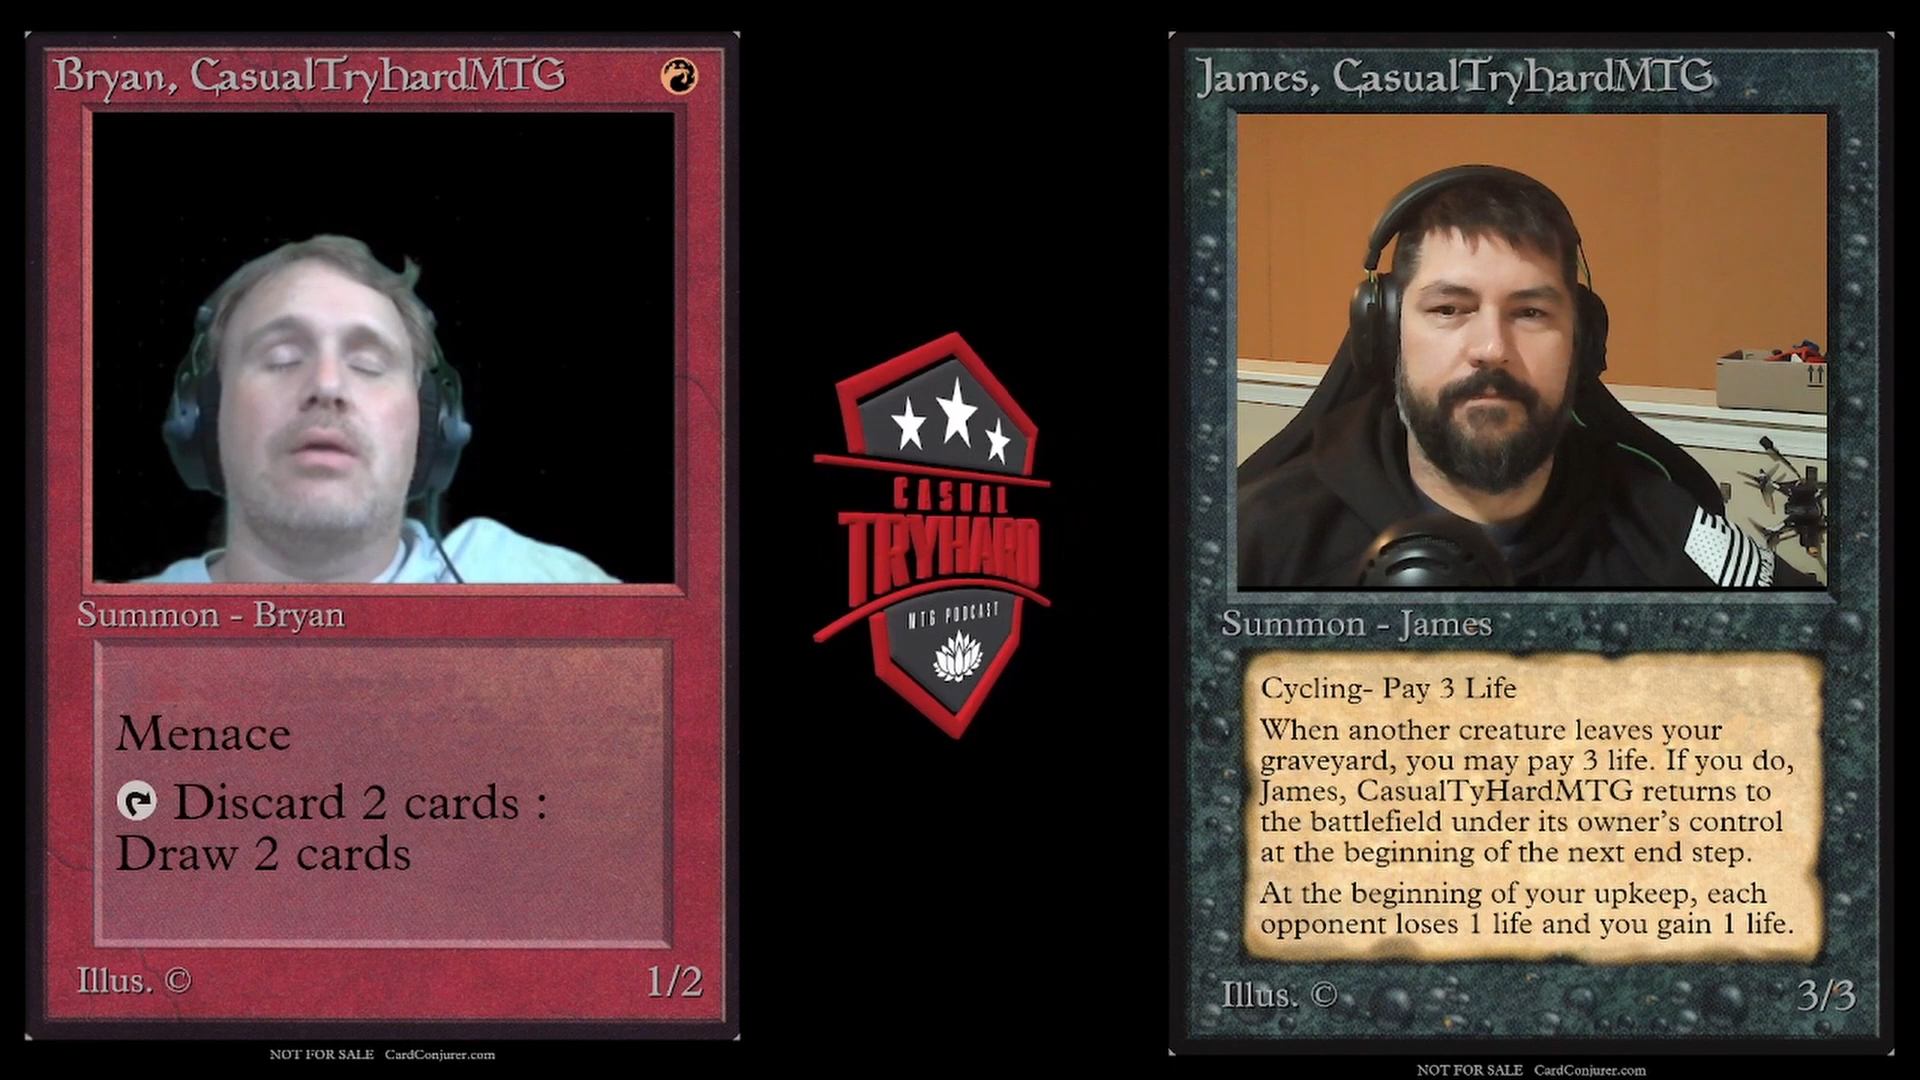 Bryan, CasualTryhardMTG
Summon - Bryan
Menace
Discard 2 cards :
Draw 2 cards
Illus. ©
1/2
NOT FOR SALE CardConjurer.com
CASUAL
TRYHARD
MTG PODCAST
James, CasualTryhardMTG
Summon - James
Cycling- Pay 3 Life
When another creature leaves your
graveyard, you may pay 3 life. If you do,
James, CasualTyHardMTG returns to
the battlefield under its owner's control
at the beginning of the next end step.
At the beginning of your upkeep, each
opponent loses 1 life and you gain 1 life.
Illus. ©
3/3
NOT FOR SALE CardConjurer.com